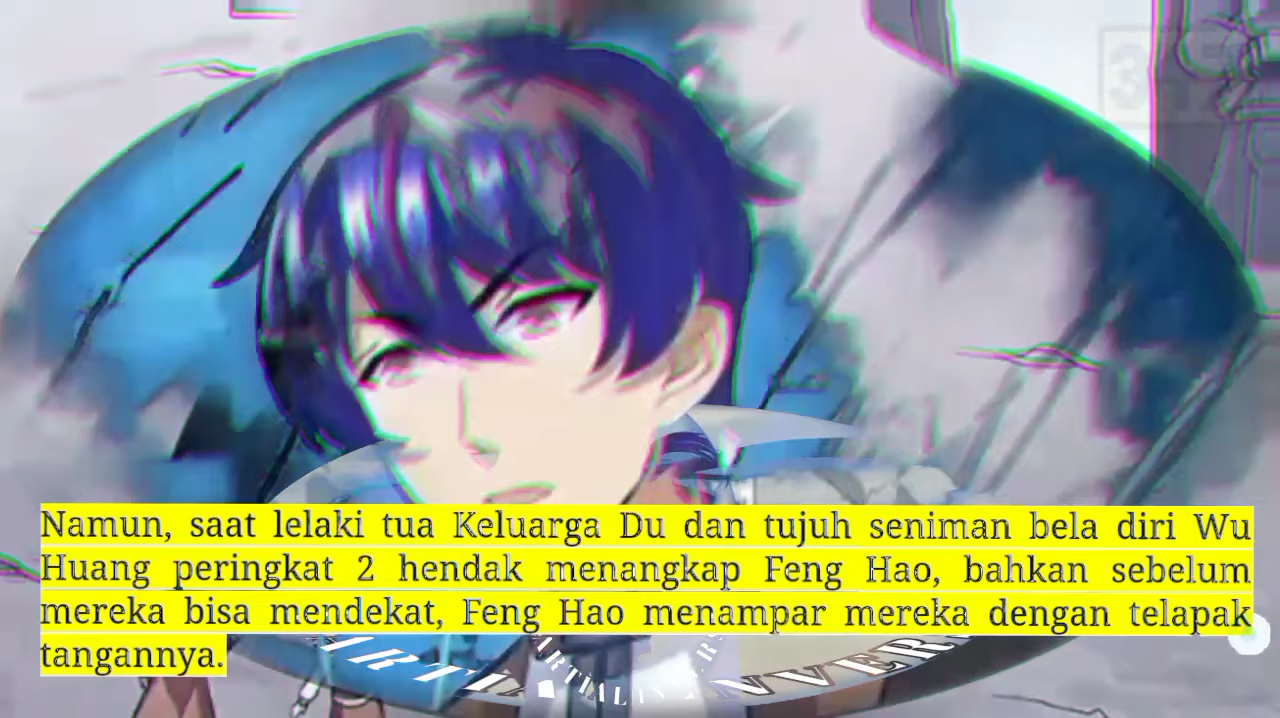 Namun, saat lelaki tua Keluarga Du dan tujuh seniman bela diri Wu
Huang peringkat 2 hendak menangkap Feng Hao, bahkan sebelum
mereka bisa mendekat, Feng Hao menampar mereka dengan telapak
tangannya.